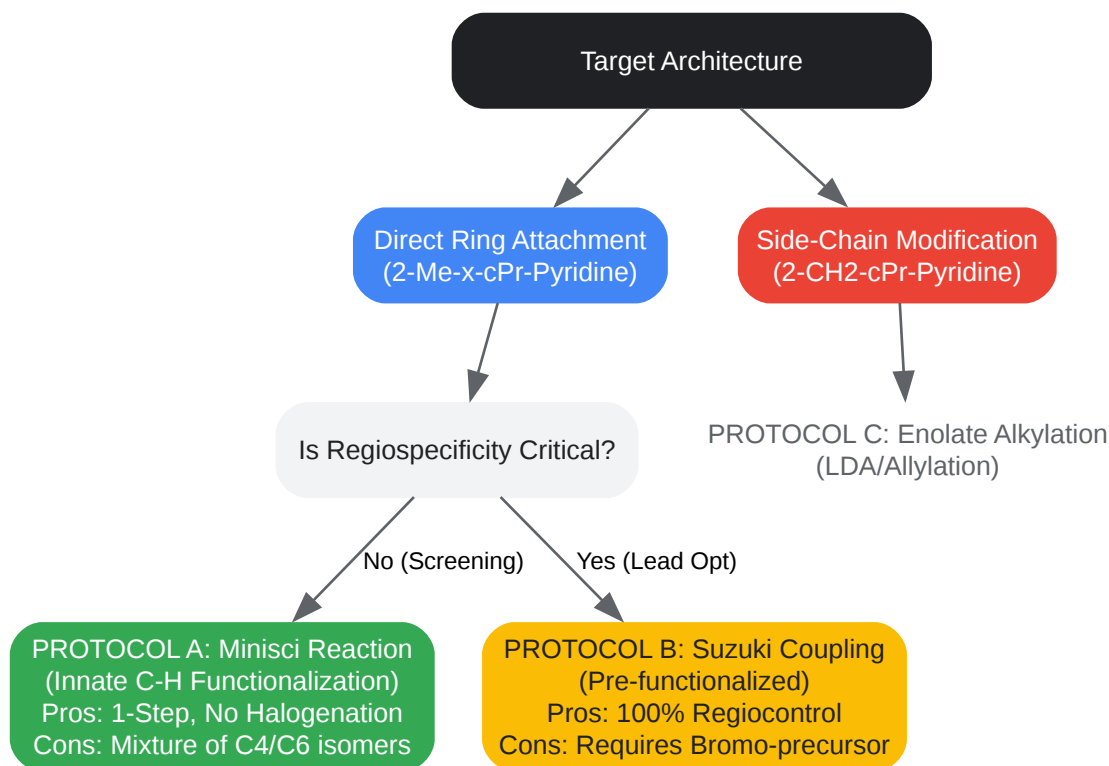 Target Architecture
Direct Ring Attachment
(2-Me-x-cPr-Pyridine)
Side-Chain Modification
(2-CH2-cPr-Pyridine)
Is Regiospecificity Critical?
PROTOCOL C: Enolate Alkylation
(LDA/Allylation)
No (Screening)
Yes (Lead Opt)
PROTOCOL A: Minisci Reaction
(Innate C-H Functionalization)
Pros: 1-Step, No Halogenation
Cons: Mixture of C4/C6 isomers
PROTOCOL B: Suzuki Coupling
(Pre-functionalized)
Pros: 100% Regiocontrol
Cons: Requires Bromo-precursor